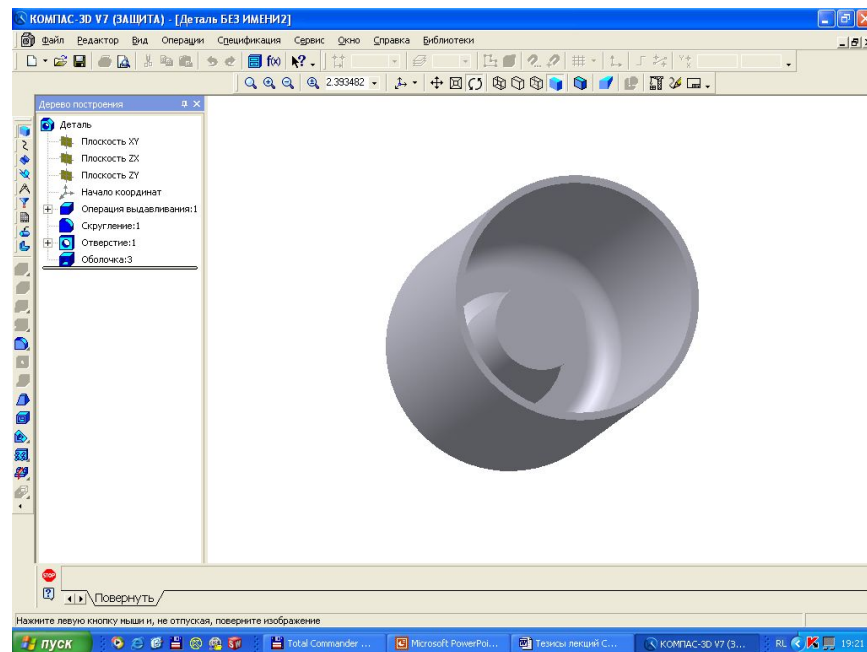 КОМПАС-3D V7 (ЗАЩИТА) - [Деталь БЕЗ ИМЕНИ2]
Файл Редактор Вид Операции Спецификация Сервис Окно Справка Библиотеки
2.393482
Дерево построения
Деталь
Плоскость XY
Плоскость ZX
Плоскость ZY
Начало координат
Операция выдавливания:1
Скругление:1
Отверстие:1
Оболочка:3
STOP
Повернуть
Нажмите левую кнопку мыши и, не отпуская, поверните изображение
пуск Total Commander ... Microsoft PowerPoi... Тезисы лекций С... КОМПАС-3D V7 (З... RL 19:21